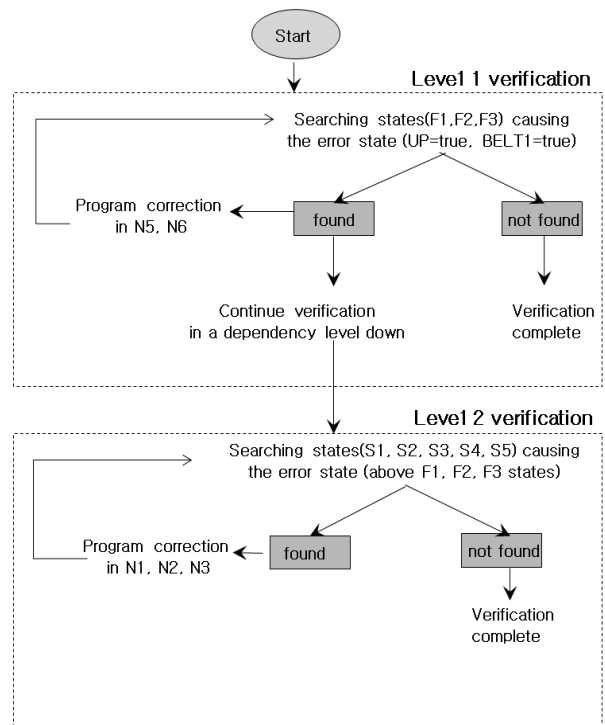 Start
Level 1 verification
Searching states(F1,F2,F3) causing
the error state (UP=true, BELT1=true)
Program correction
in N5, N6
found
not found
Continue verification
in a dependency level down
Verification
complete
Level 2 verification
Searching states(S1, S2, S3, S4, S5) causing
the error state (above F1, F2, F3 states)
Program correction
in N1, N2, N3
found
not found
Verification
complete